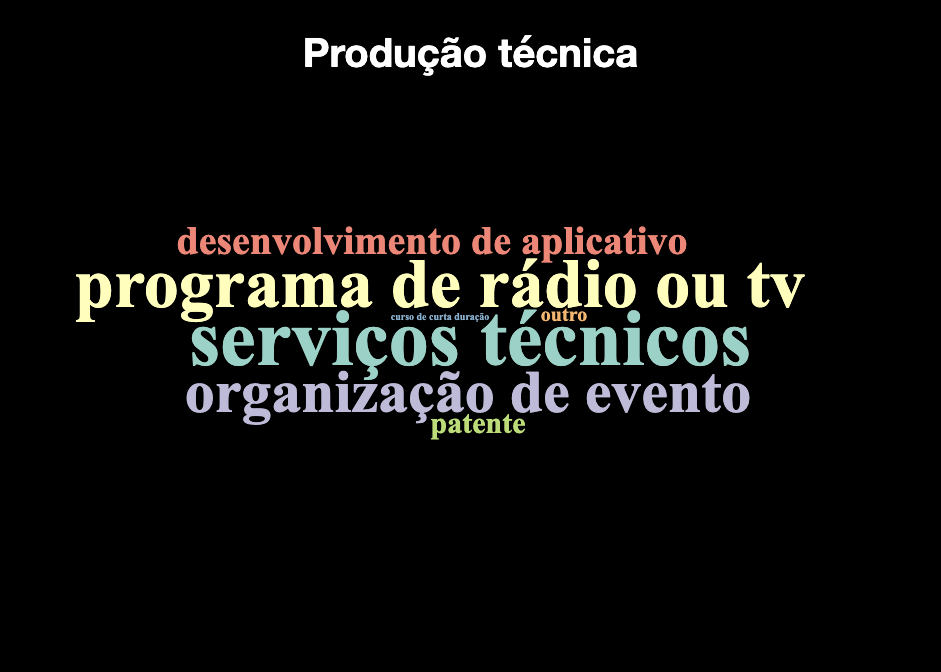 Produção técnica
desenvolvimento de aplicativo
programa de rádio ou tv
curso de curta duração
outro
serviços técnicos
organização de evento
patente